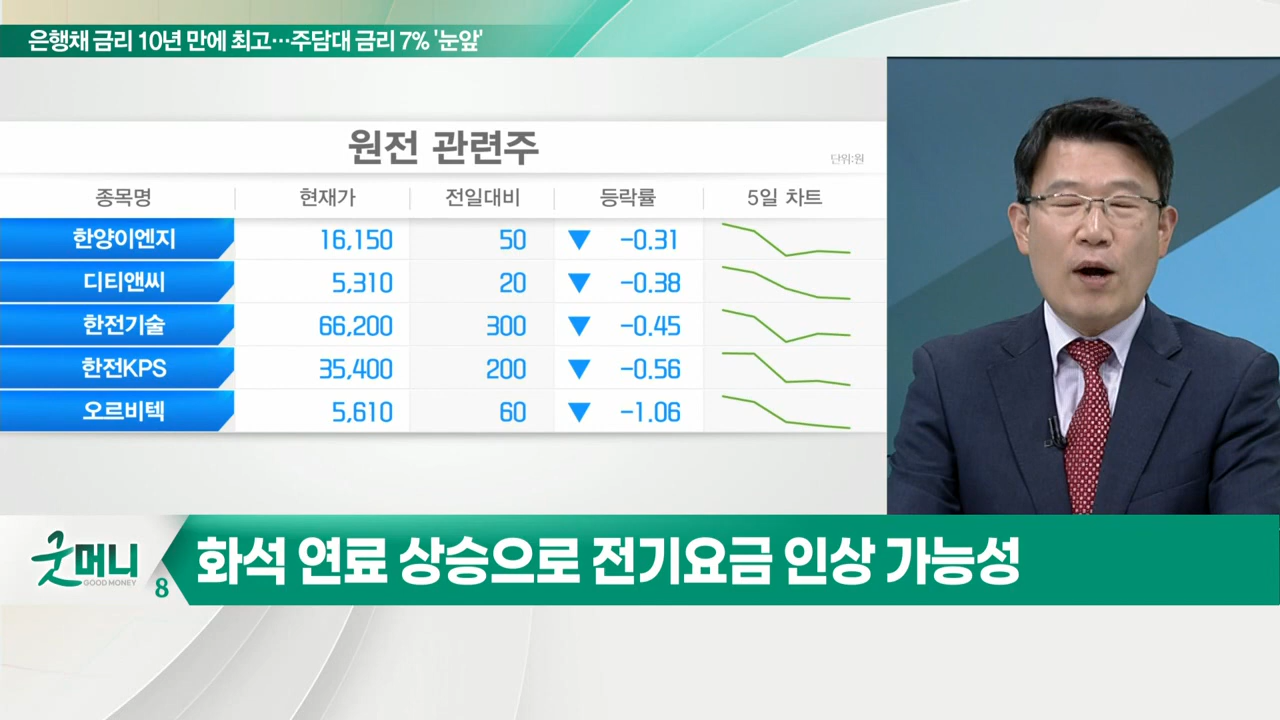 은행채 금리 10년 만에 최고…주담대 금리 7% '눈앞'
원전 관련주
단위:원
종목명 현재가 전일대비 등락률 5일 차트
한양이엔지 16,150 50 ▼ -0.31
디티앤씨 5,310 20 ▼ -0.38
한전기술 66,200 300 ▼ -0.45
한전KPS 35,400 200 ▼ -0.56
오르비텍 5,610 60 ▼ -1.06
굿머니
GOOD MONEY
8
화석 연료 상승으로 전기요금 인상 가능성